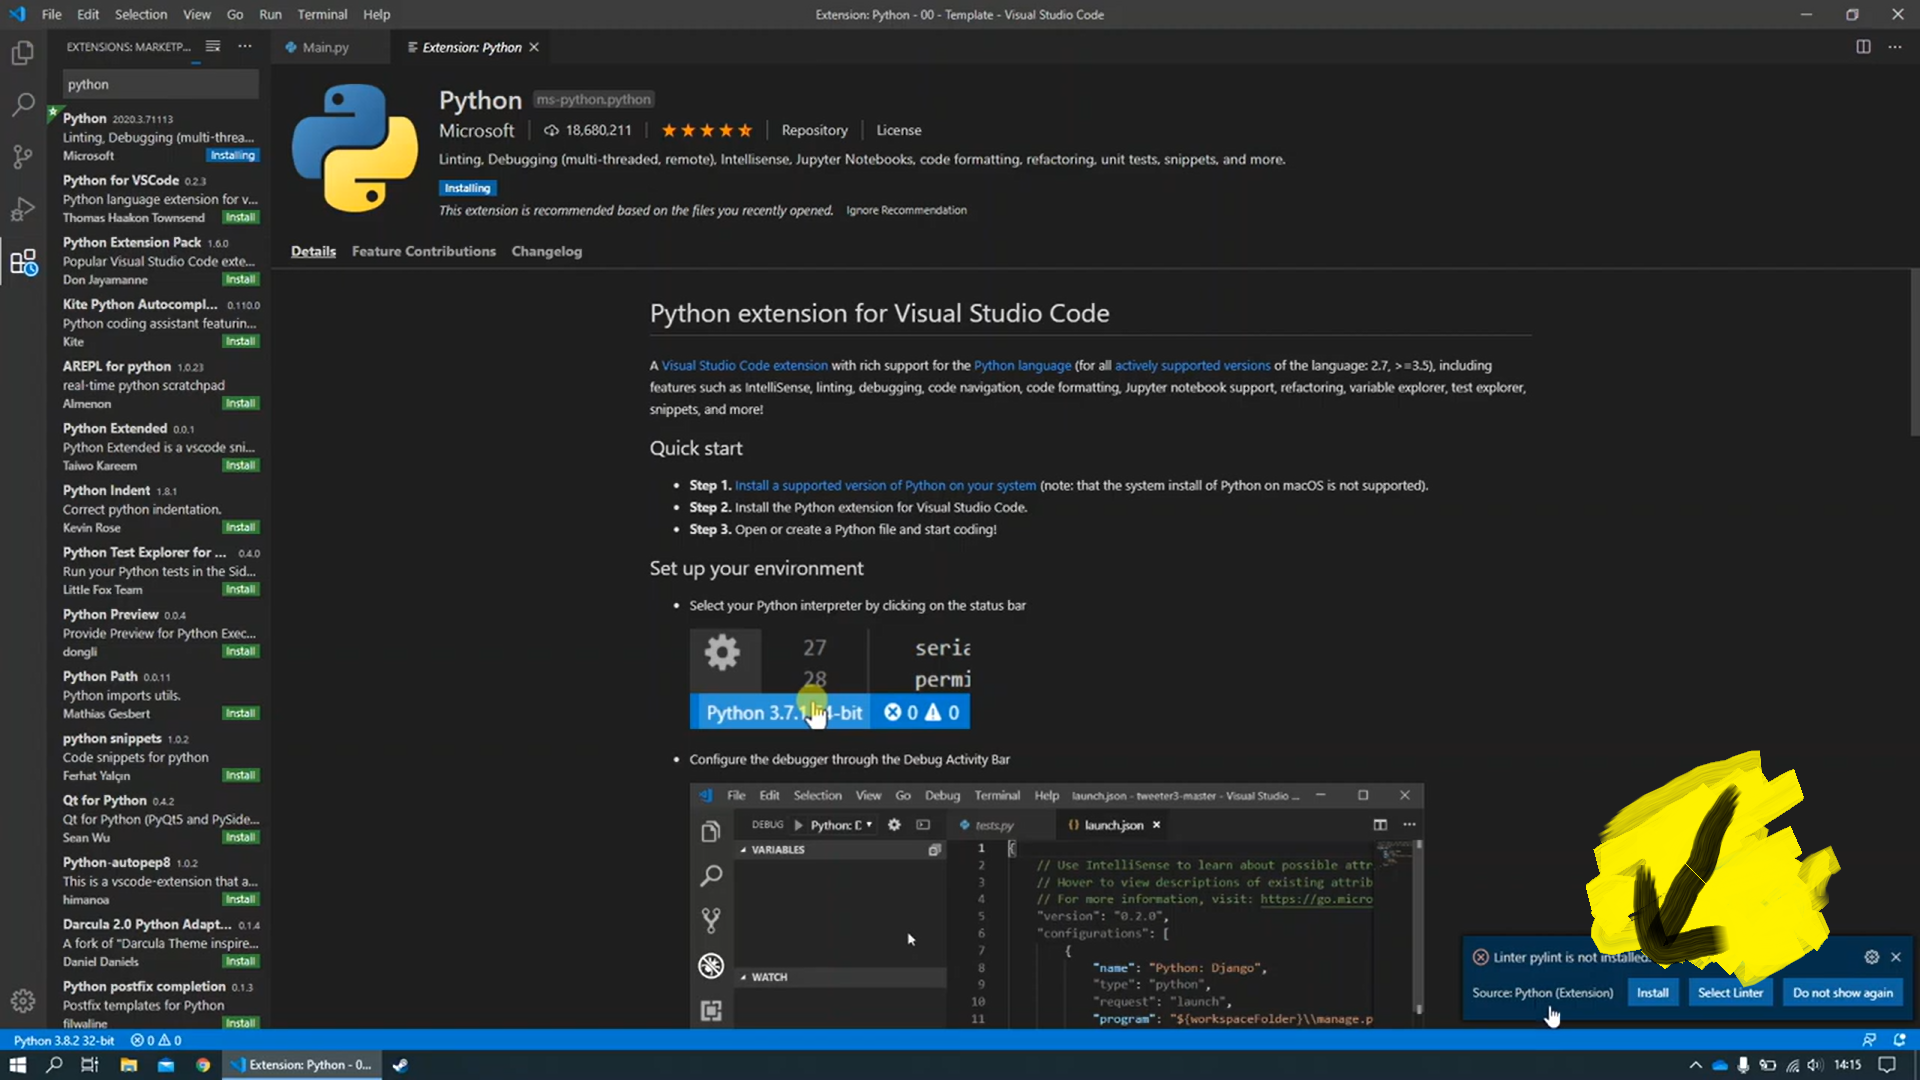 File Edit Selection View Go Run Terminal Help
Extension: Python - 00 - Template - Visual Studio Code
EXTENSIONS: MARKETP...
Main.py
Extension: Python
python
Python 2020.3.71113
Linting, Debugging (multi-threa...
Microsoft Installing
Python for VSCode 0.2.3
Python language extension for v...
Thomas Haakon Townsend Install
Python Extension Pack 1.6.0
Popular Visual Studio Code exte...
Don Jayamanne Install
Kite Python Autocompl... 0.110.0
Python coding assistant featurin...
Kite Install
AREPL for python 1.0.23
real-time python scratchpad
Almenon Install
Python Extended 0.0.1
Python Extended is a vscode sni...
Taiwo Kareem Install
Python Indent 1.8.1
Correct python indentation.
Kevin Rose Install
Python Test Explorer for ... 0.4.0
Run your Python tests in the Sid...
Little Fox Team Install
Python Preview 0.0.4
Provide Preview for Python Exec...
dongli Install
Python Path 0.0.11
Python imports utils.
Mathias Gesbert Install
python snippets 1.0.2
Code snippets for python
Ferhat Yalçın Install
Qt for Python 0.4.2
Qt for Python (PyQt5 and PySide...
Sean Wu Install
Python-autopep8 1.0.2
This is a vscode-extension that a...
himanoa Install
Darcula 2.0 Python Adapt... 0.1.4
A fork of "Darcula Theme inspire...
Daniel Daniels Install
Python postfix completion 0.1.3
Postfix templates for Python
filwaline Install
Python ms-python.python
Microsoft 18,680,211 Repository License
Linting, Debugging (multi-threaded, remote), Intellisense, Jupyter Notebooks, code formatting, refactoring, unit tests, snippets, and more.
Installing
This extension is recommended based on the files you recently opened. Ignore Recommendation
Details Feature Contributions Changelog
Python extension for Visual Studio Code
A Visual Studio Code extension with rich support for the Python language (for all actively supported versions of the language: 2.7, >=3.5), including
features such as IntelliSense, linting, debugging, code navigation, code formatting, Jupyter notebook support, refactoring, variable explorer, test explorer,
snippets, and more!
Quick start
• Step 1. Install a supported version of Python on your system (note: that the system install of Python on macOS is not supported).
• Step 2. Install the Python extension for Visual Studio Code.
• Step 3. Open or create a Python file and start coding!
Set up your environment
• Select your Python interpreter by clicking on the status bar
27 seria
28 permi
Python 3.7.1 -bit 0 0
• Configure the debugger through the Debug Activity Bar
File Edit Selection View Go Debug Terminal Help launch.json - tweeter3-master - Visual Studio ...
DEBUG Python: D tests.py launch.json
VARIABLES
WATCH
1 {
2 // Use IntelliSense to learn about possible attr
3 // Hover to view descriptions of existing attrib
4 // For more information, visit: https://go.micro
5 "version": "0.2.0",
6 "configurations": [
7 {
8 "name": "Python: Django",
9 "type": "python",
10 "request": "launch",
11 "program": "${workspaceFolder}\\manage.p
Linter pylint is not installed.
Source: Python (Extension) Install Select Linter Do not show again
Python 3.8.2 32-bit 0 0
Extension: Python - 0...
14:15